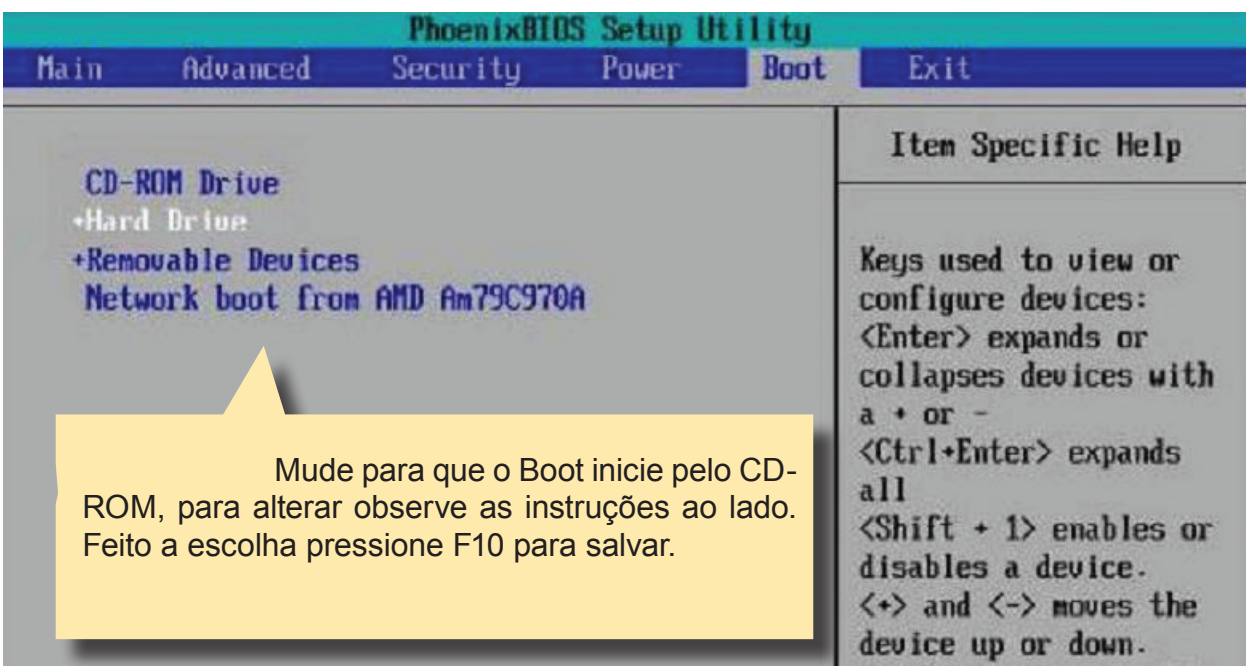 PhoenixBIOS Setup Utility
Main Advanced Security Power Boot Exit
CD-ROM Drive
+Hard Drive
+Removable Devices
Network boot from AMD Am79C970A
Mude para que o Boot inicie pelo CD-
ROM, para alterar observe as instruções ao lado.
Feito a escolha pressione F10 para salvar.
Item Specific Help
Keys used to view or
configure devices:
<Enter> expands or
collapses devices with
a + or -
<Ctrl+Enter> expands
all
<Shift + 1> enables or
disables a device.
<+> and <-> moves the
device up or down.